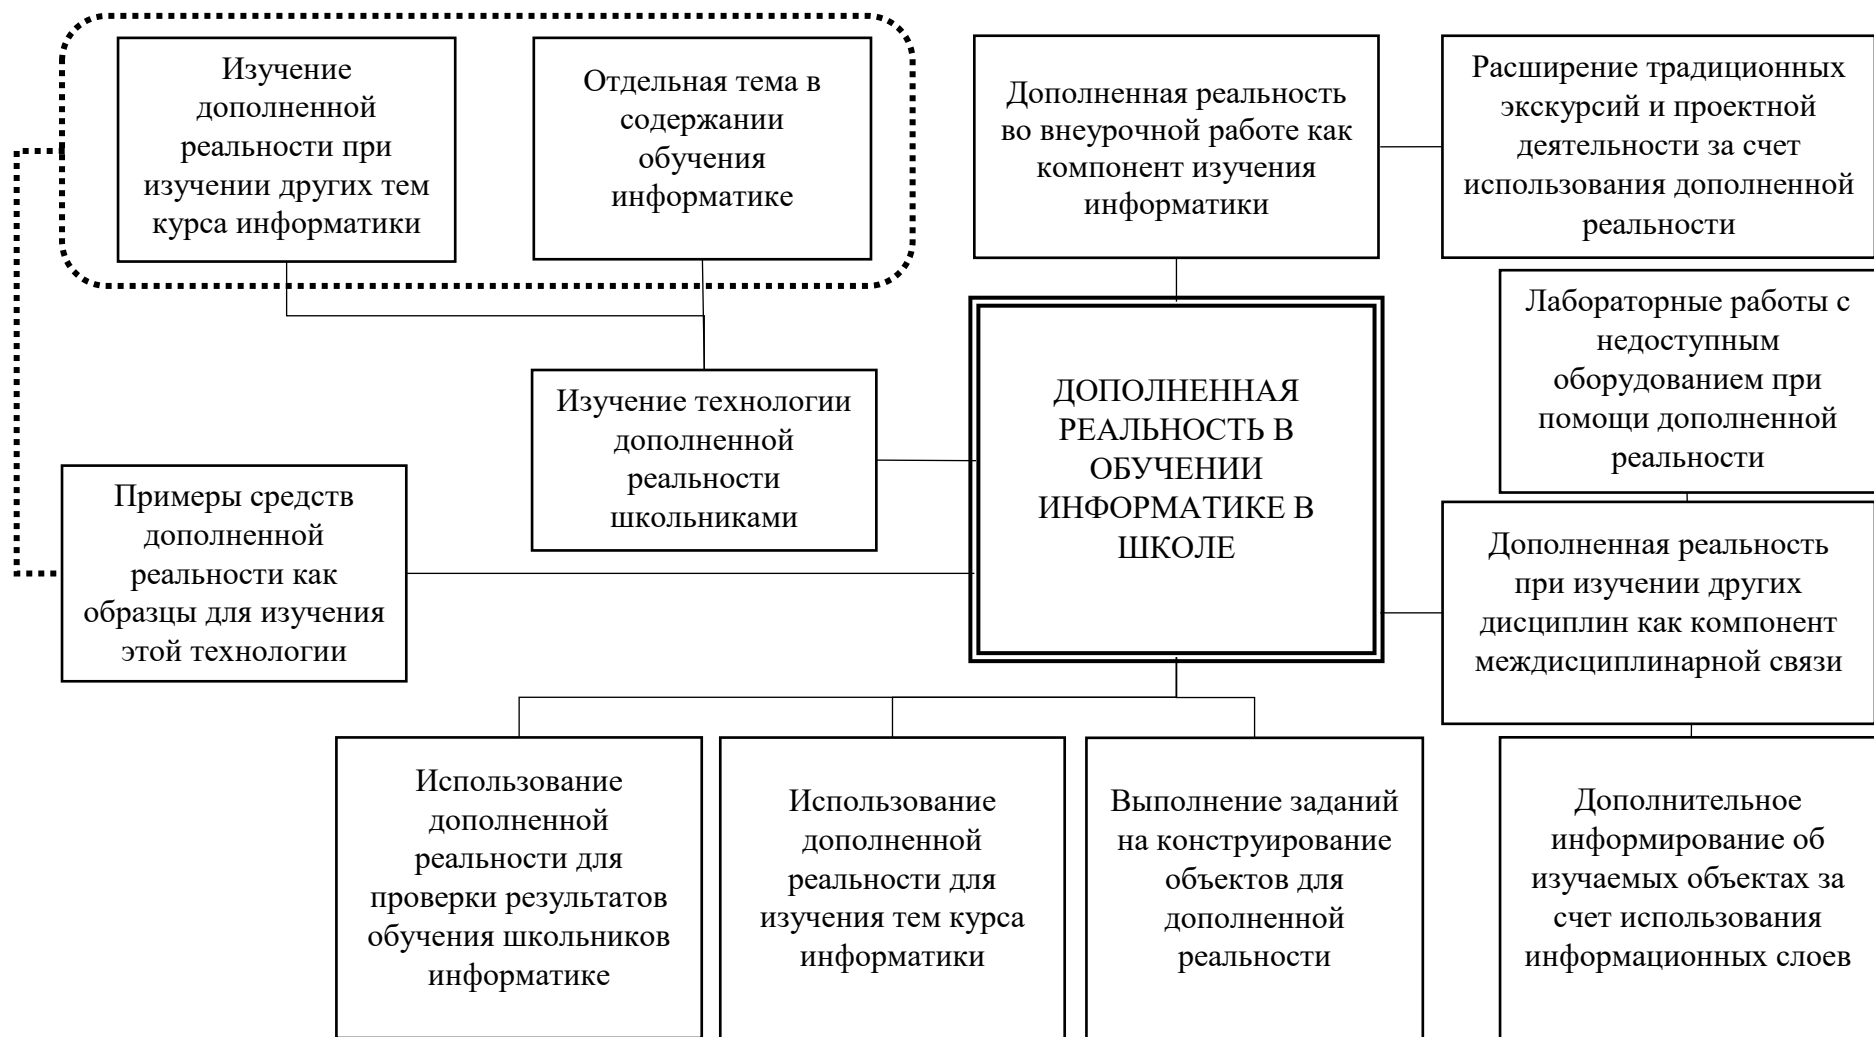 Изучение
дополненной
реальности при
изучении других тем
курса информатики
Отдельная тема в
содержании
обучения
информатике
Дополненная реальность
во внеурочной работе как
компонент изучения
информатики
Расширение традиционных
экскурсий и проектной
деятельности за счет
использования дополненной
реальности
Лабораторные работы с
недоступным
оборудованием при
помощи дополненной
реальности
Изучение технологии
дополненной
реальности
школьниками
ДОПОЛНЕННАЯ
РЕАЛЬНОСТЬ В
ОБУЧЕНИИ
ИНФОРМАТИКЕ В
ШКОЛЕ
Примеры средств
дополненной
реальности как
образцы для изучения
этой технологии
Дополненная реальность
при изучении других
дисциплин как компонент
междисциплинарной связи
Использование
дополненной
реальности для
проверки результатов
обучения школьников
информатике
Использование
дополненной
реальности для
изучения тем курса
информатики
Выполнение заданий
на конструирование
объектов для
дополненной
реальности
Дополнительное
информирование об
изучаемых объектах за
счет использования
информационных слоев